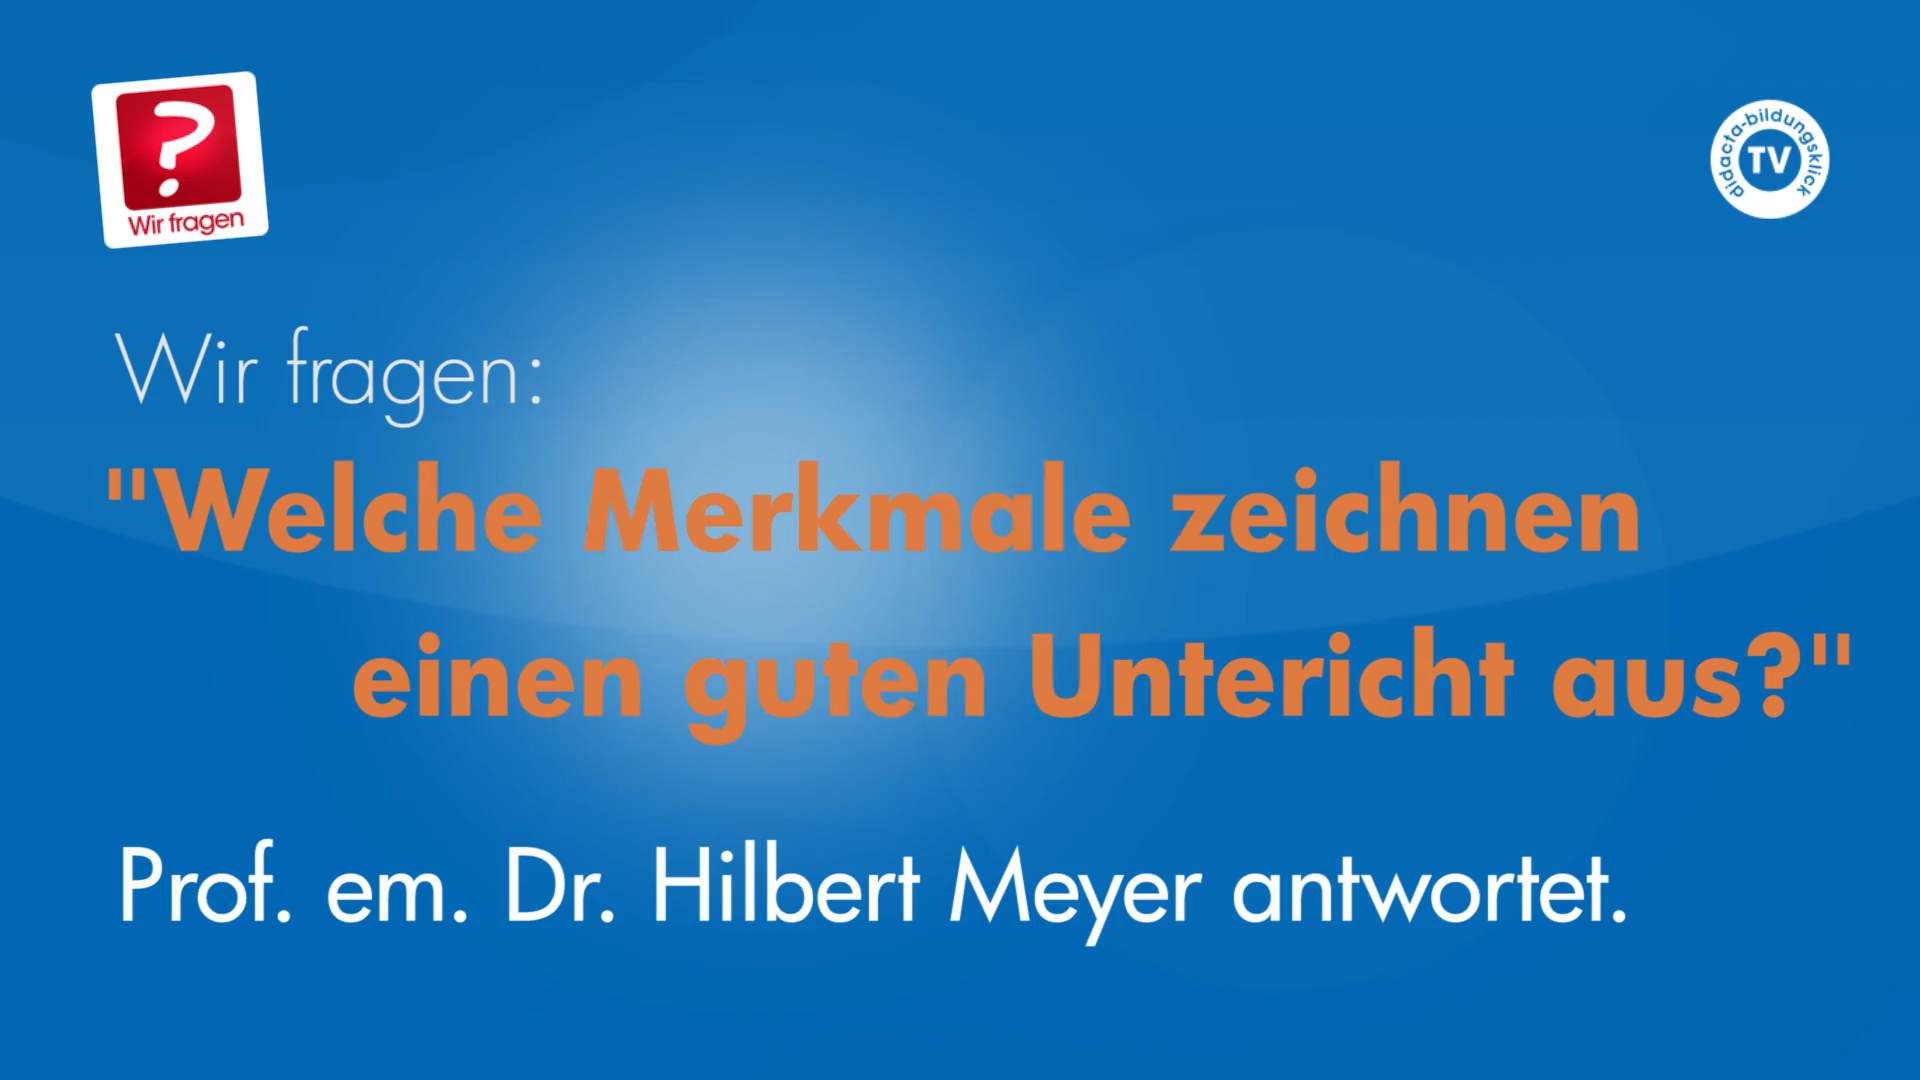 ?
Wir fragen
didacta-bildungsklick
TV
Wir fragen:
"Welche Merkmale zeichnen
einen guten Untericht aus?"
Prof. em. Dr. Hilbert Meyer antwortet.